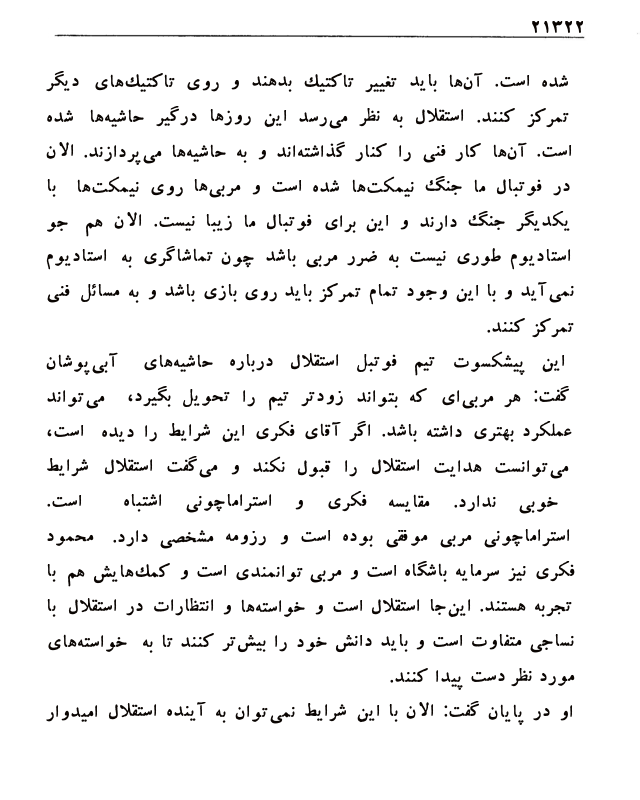 ۲۱۳۲۲
شده است. آن‌ها باید تغییر تاکتیك بدهند و روی تاکتیك‌های دیگر
تمرکز کنند. استقلال به نظر می‌رسد این روزها درگیر حاشیه‌ها شده
است. آن‌ها کار فنی را کنار گذاشته‌اند و به حاشیه‌ها می‌پردازند. الان
در فوتبال ما جنگ نیمکت‌ها شده است و مربی‌ها روی نیمکت‌ها با
یکدیگر جنگ دارند و این برای فوتبال ما زیبا نیست. الان هم جو
استادیوم طوری نیست به ضرر مربی باشد چون تماشاگری به استادیوم
نمی‌آید و با این وجود تمام تمرکز باید روی بازی باشد و به مسائل فنی
تمرکز کنند.
این پیشکسوت تیم فوتبل استقلال درباره حاشیه‌های آبی‌پوشان
گفت: هر مربی‌ای که بتواند زودتر تیم را تحویل بگیرد، می‌تواند
عملکرد بهتری داشته باشد. اگر آقای فکری این شرایط را دیده است،
می‌توانست هدایت استقلال را قبول نکند و می‌گفت استقلال شرایط
خوبی ندارد. مقایسه فکری و استراماچونی اشتباه است.
استراماچونی مربی موفقی بوده است و رزومه مشخصی دارد. محمود
فکری نیز سرمایه باشگاه است و مربی توانمندی است و کمك‌هایش هم با
تجربه هستند. این‌جا استقلال است و خواسته‌ها و انتظارات در استقلال با
نساجی متفاوت است و باید دانش خود را بیش‌تر کنند تا به خواسته‌های
مورد نظر دست پیدا کنند.
او در پایان گفت: الان با این شرایط نمی‌توان به آینده استقلال امیدوار